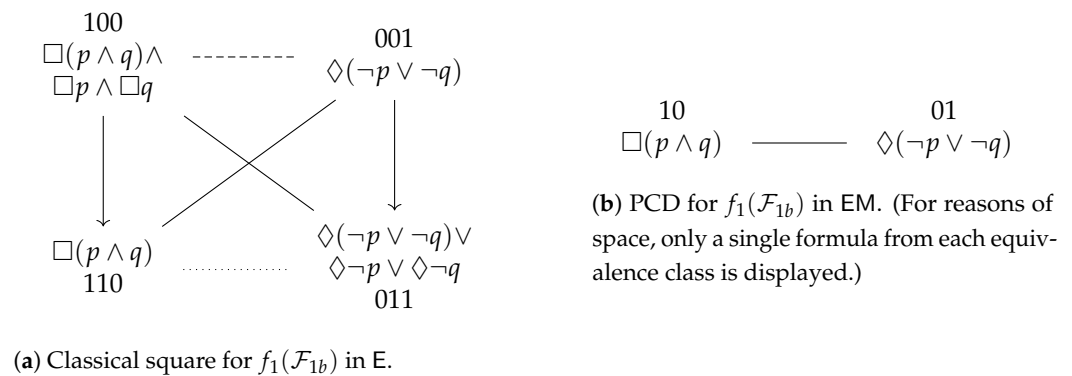 100
□(p ∧ q)∧
□p ∧ □q
001
◊(¬p ∨ ¬q)
□(p ∧ q)
110
◊(¬p ∨ ¬q)∨
◊¬p ∨ ◊¬q
011
(a) Classical square for f₁(ℱ₁b) in E.
10
□(p ∧ q)
01
◊(¬p ∨ ¬q)
(b) PCD for f₁(ℱ₁b) in EM. (For reasons of
space, only a single formula from each equiv-
alence class is displayed.)